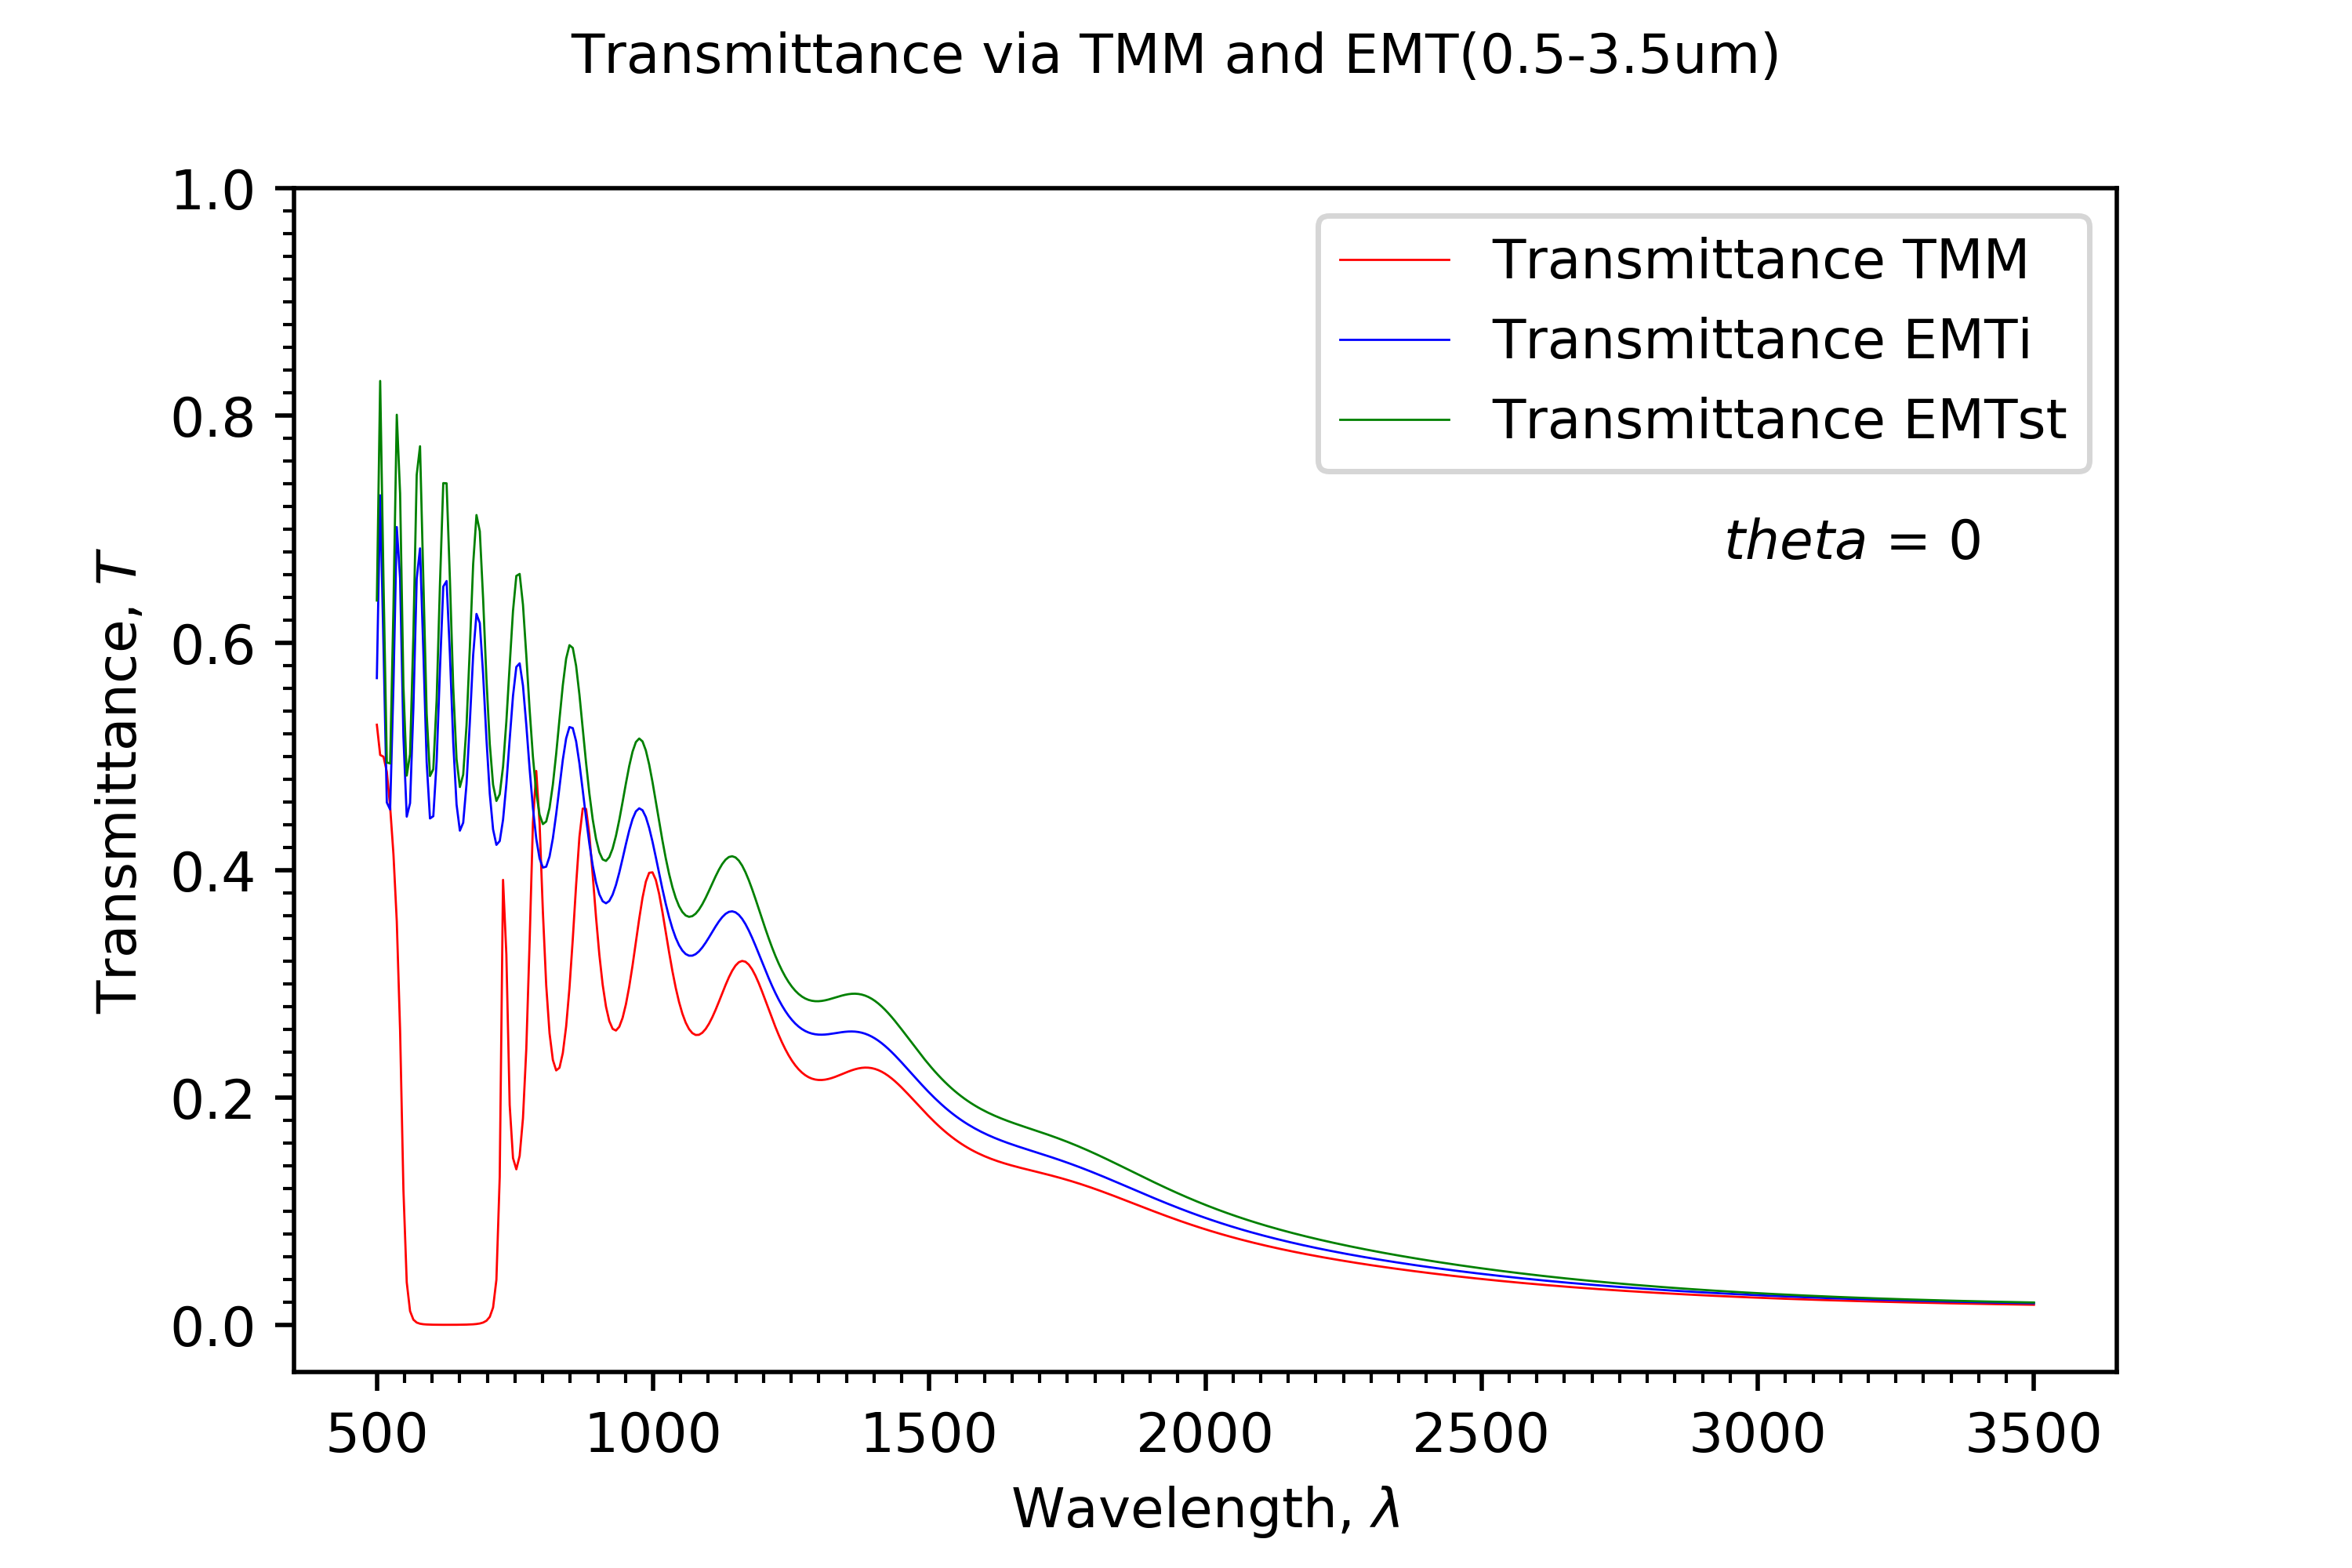 Transmittance via TMM and EMT(0.5-3.5um)
1.0
0.8
0.6
0.4
0.2
0.0
Transmittance, T
Transmittance TMM
Transmittance EMTi
Transmittance EMTst
theta = 0
500 1000 1500 2000 2500 3000 3500
Wavelength, λ